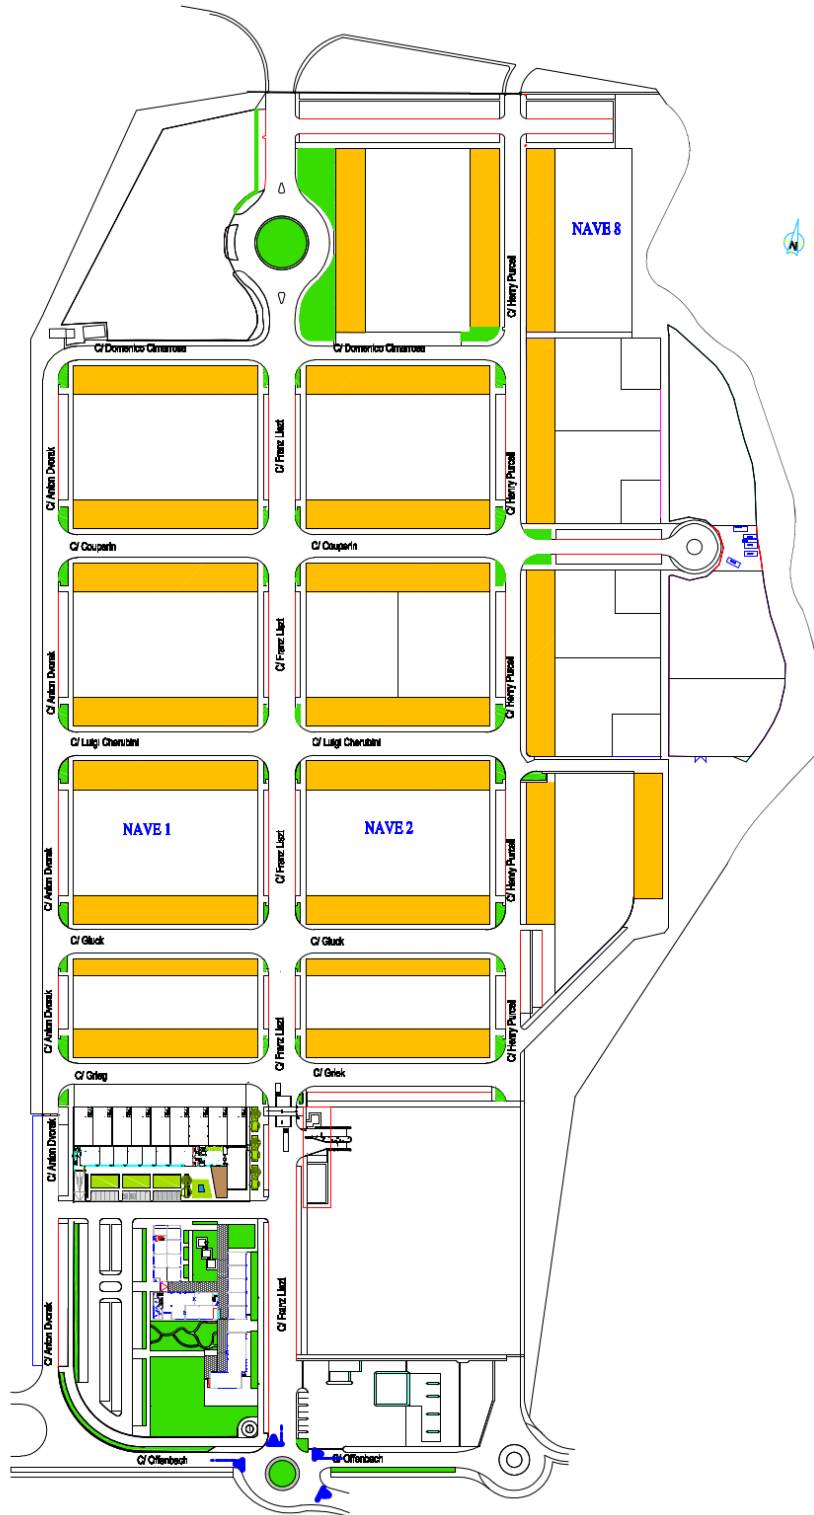 NAVE 8
C/ Henry Purcell
C/ Domenico Cimarrosa
C/ Domenico Cimarrosa
C/ Anton Dvorak
C/ Franz Liszt
C/ Henry Purcell
C/ Couperin
C/ Couperin
C/ Anton Dvorak
C/ Franz Liszt
C/ Henry Purcell
C/ Luigi Cherubini
C/ Luigi Cherubini
NAVE 1
NAVE 2
C/ Anton Dvorak
C/ Franz Liszt
C/ Henry Purcell
C/ Gluck
C/ Gluck
C/ Anton Dvorak
C/ Franz Liszt
C/ Henry Purcell
C/ Grieg
C/ Griek
C/ Anton Dvorak
C/ Anton Dvorak
C/ Franz Liszt
C/ Offenbach
C/ Offenbach
N